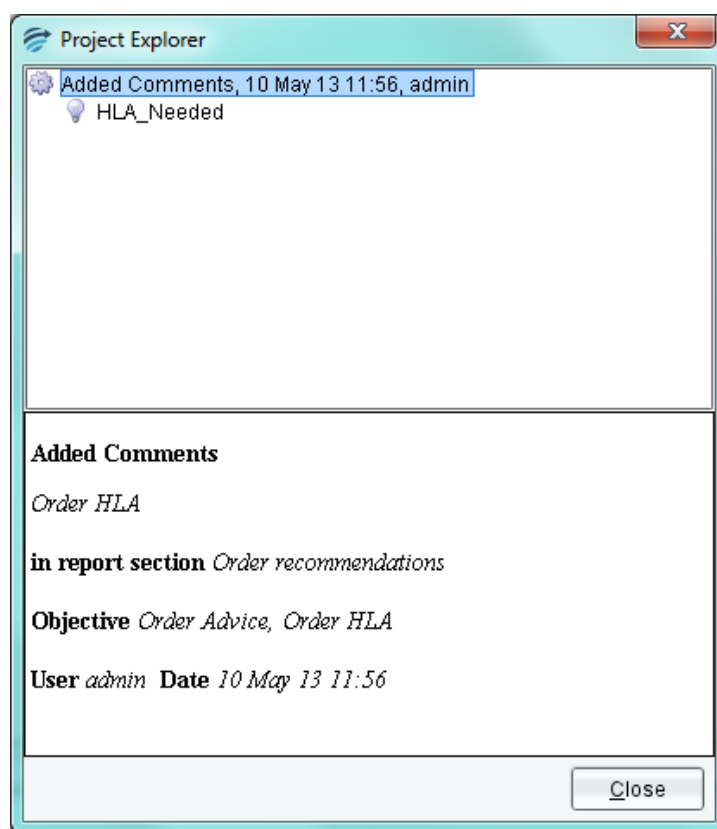 Project Explorer
x
Added Comments, 10 May 13 11:56, admin
HLA_Needed
Added Comments
Order HLA
in report section Order recommendations
Objective Order Advice, Order HLA
User admin Date 10 May 13 11:56
Close